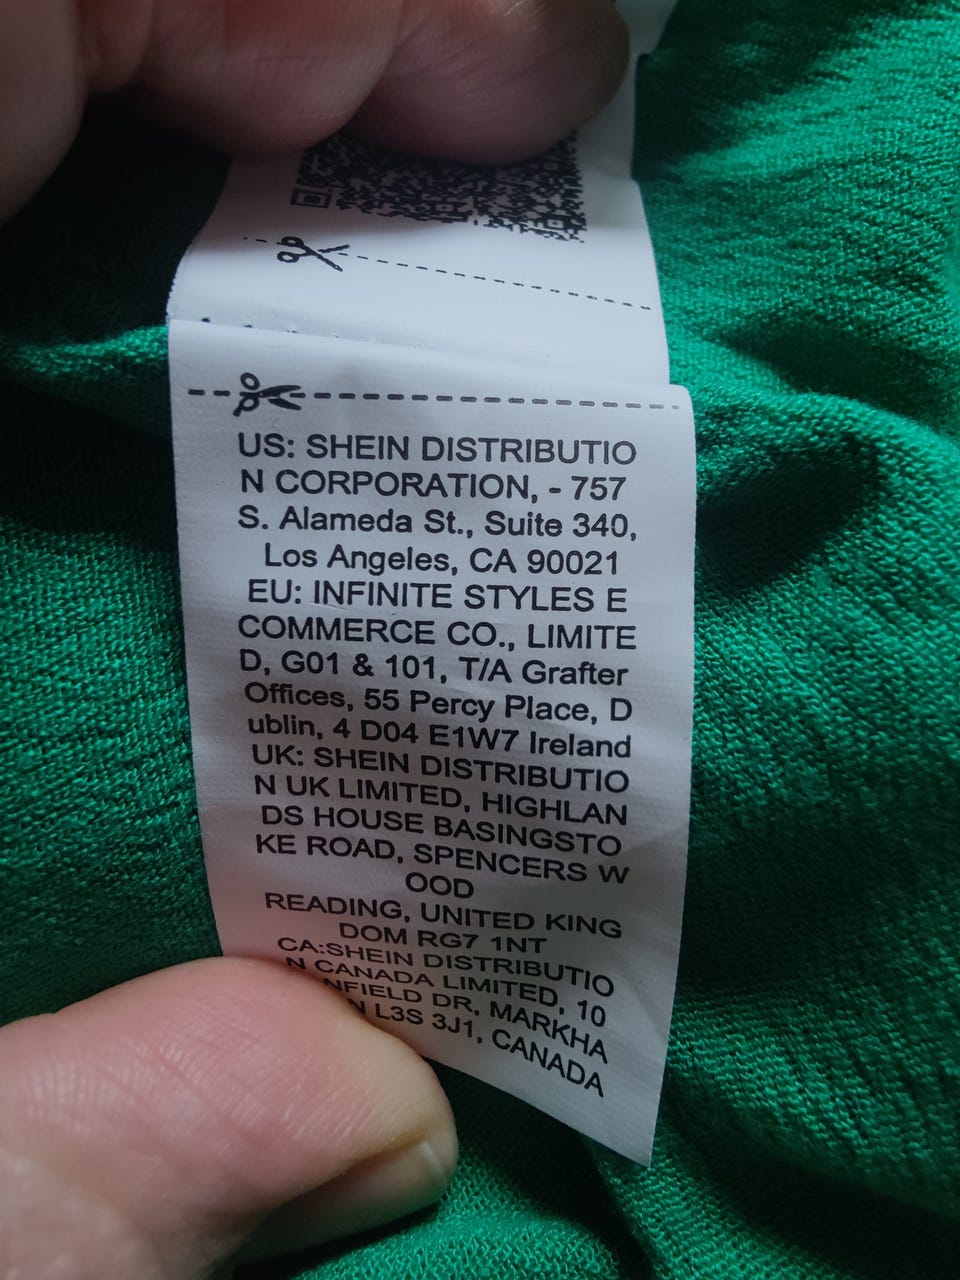 US: SHEIN DISTRIBUTIO
N CORPORATION, - 757
S. Alameda St., Suite 340,
Los Angeles, CA 90021
EU: INFINITE STYLES E
COMMERCE CO., LIMITE
D, G01 & 101, T/A Grafter
Offices, 55 Percy Place, D
ublin, 4 D04 E1W7 Ireland
UK: SHEIN DISTRIBUTIO
N UK LIMITED, HIGHLAN
DS HOUSE BASINGSTO
KE ROAD, SPENCERS W
OOD
READING, UNITED KING
DOM RG7 1NT
CA:SHEIN DISTRIBUTIO
N CANADA LIMITED, 10
NFIELD DR, MARKHA
N L3S 3J1, CANADA